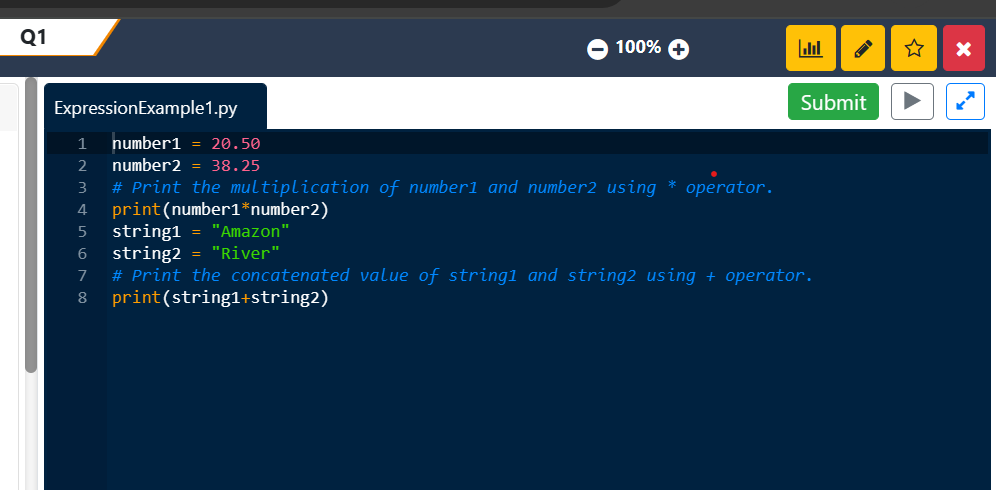 Q1
100%
ExpressionExample1.py
Submit
1 number1 = 20.50
2 number2 = 38.25
3 # Print the multiplication of number1 and number2 using * operator.
4 print(number1*number2)
5 string1 = "Amazon"
6 string2 = "River"
7 # Print the concatenated value of string1 and string2 using + operator.
8 print(string1+string2)